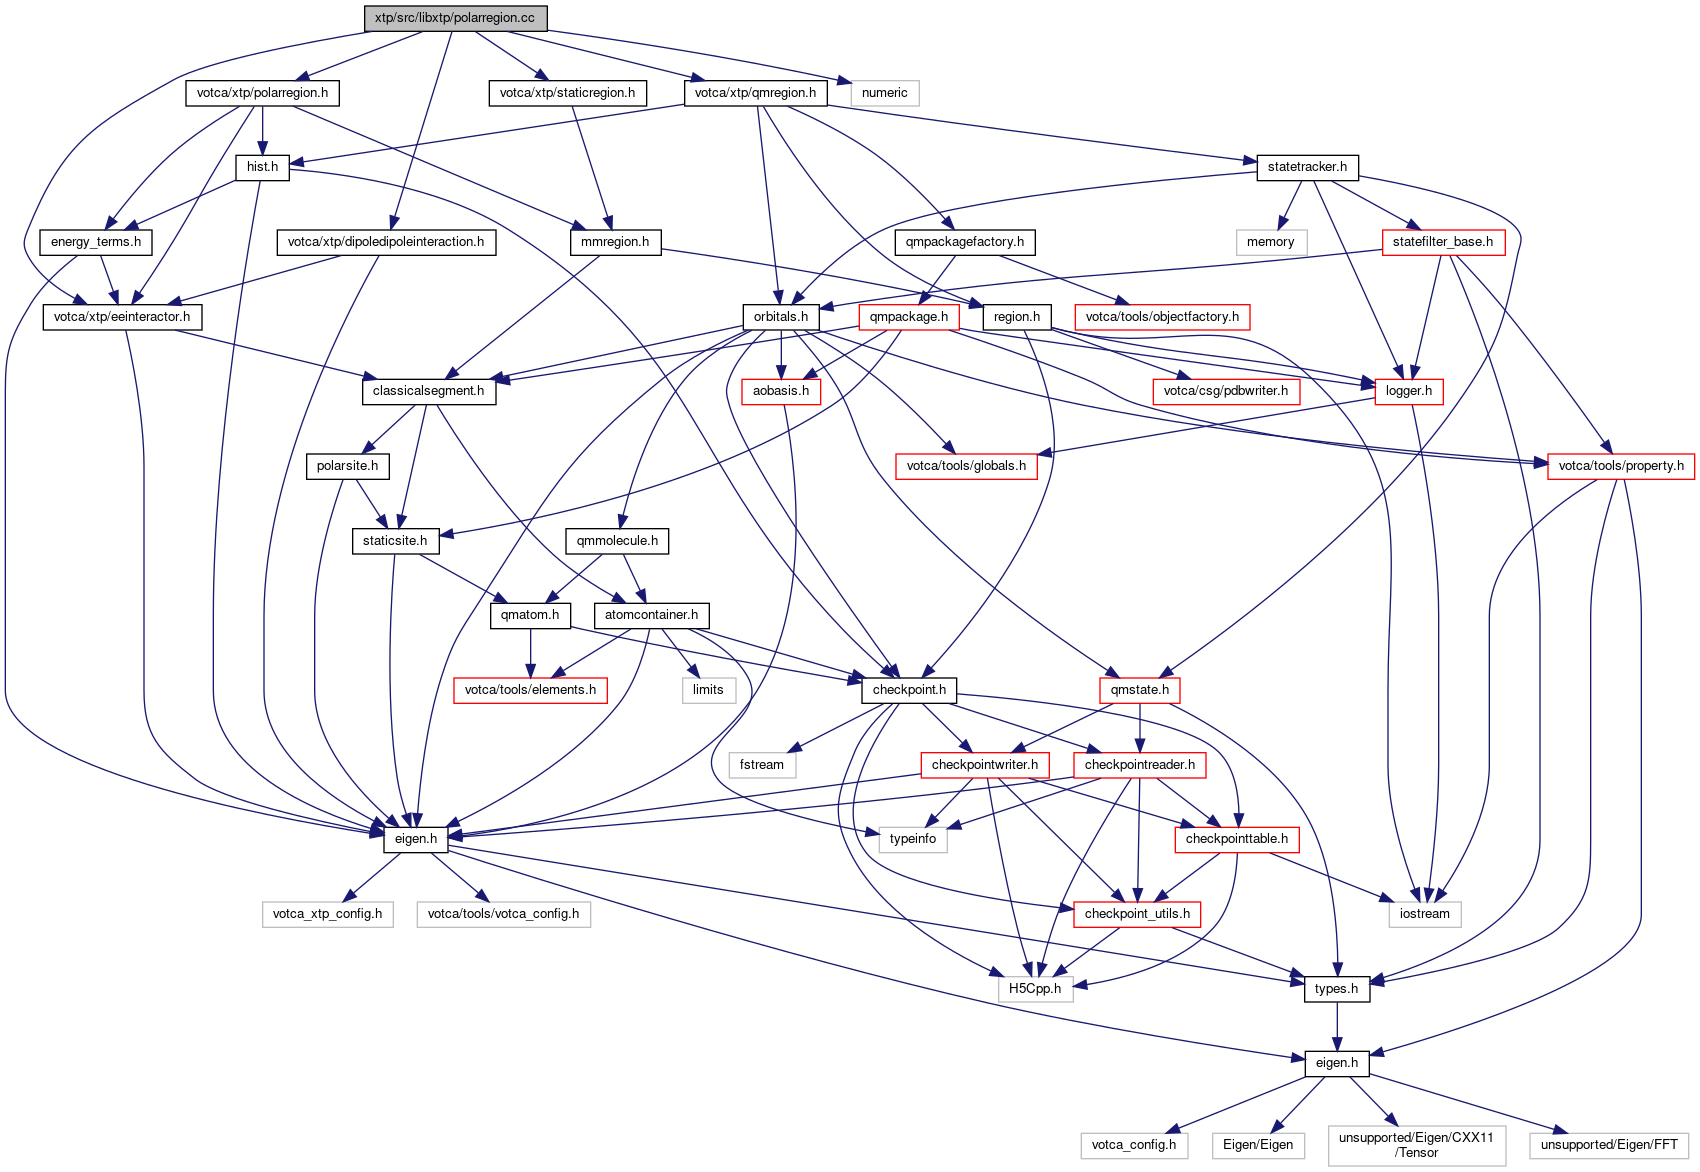 xtp/src/libxtp/polarregion.cc
votca/xtp/polarregion.h
votca/xtp/staticregion.h
votca/xtp/qmregion.h
numeric
hist.h
statetracker.h
energy_terms.h
votca/xtp/dipoledipoleinteraction.h
mmregion.h
qmpackagefactory.h
memory
statefilter_base.h
votca/xtp/eeinteractor.h
orbitals.h
qmpackage.h
region.h
votca/tools/objectfactory.h
classicalsegment.h
aobasis.h
votca/csg/pdbwriter.h
logger.h
polarsite.h
votca/tools/globals.h
votca/tools/property.h
staticsite.h
qmmolecule.h
qmatom.h
atomcontainer.h
votca/tools/elements.h
limits
checkpoint.h
qmstate.h
fstream
checkpointwriter.h
checkpointreader.h
eigen.h
typeinfo
checkpointtable.h
votca_xtp_config.h
votca/tools/votca_config.h
checkpoint_utils.h
iostream
H5Cpp.h
types.h
eigen.h
votca_config.h
Eigen/Eigen
unsupported/Eigen/CXX11
/Tensor
unsupported/Eigen/FFT